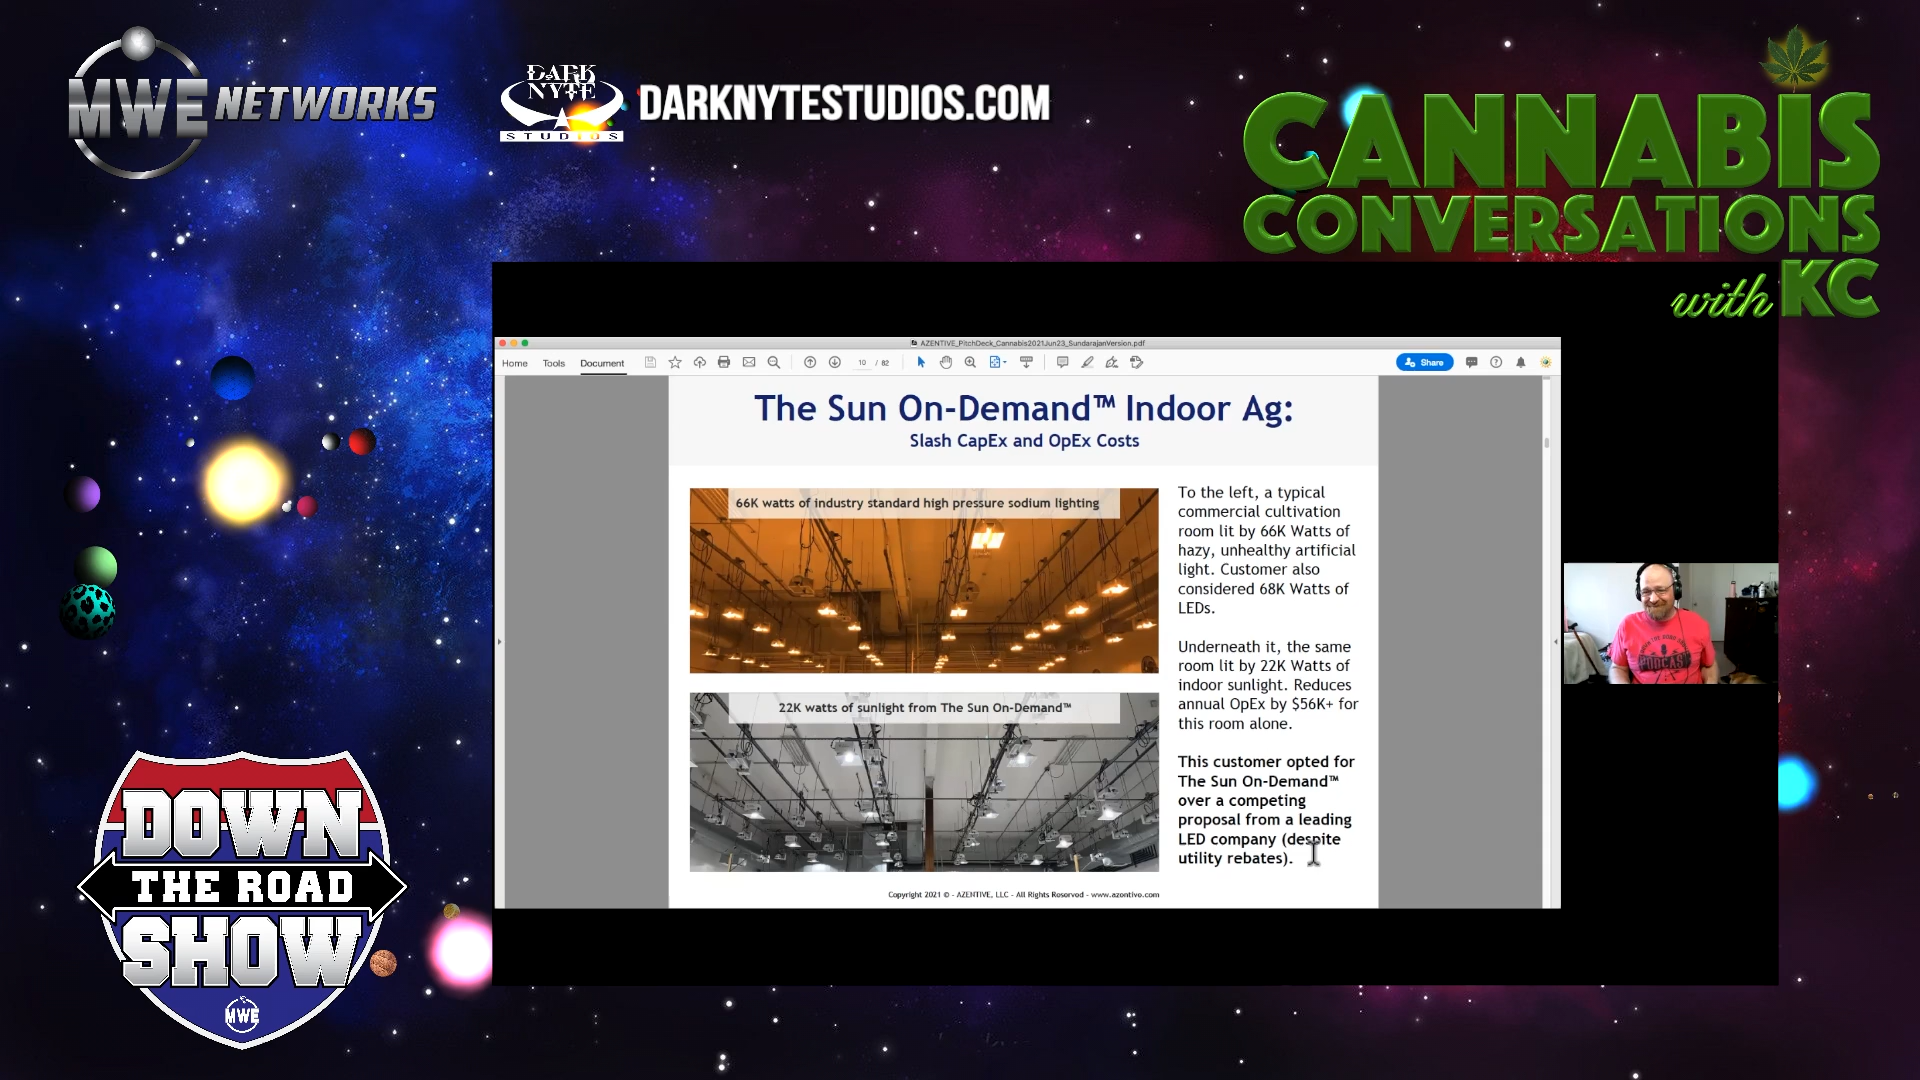 MWE NETWORKS
DARK
NYTE
STUDIOS
DARKNYTESTUDIOS.COM
CANNABIS
CONVERSATIONS
with KC
AZENTIVE_PitchDeck_Cannabis2021Jun23_SundarajanVersion.pdf
Home Tools Document 10 / 82 Share
The Sun On-Demand™ Indoor Ag:
Slash CapEx and OpEx Costs
66K watts of industry standard high pressure sodium lighting
22K watts of sunlight from The Sun On-Demand™
To the left, a typical
commercial cultivation
room lit by 66K Watts of
hazy, unhealthy artificial
light. Customer also
considered 68K Watts of
LEDs.
Underneath it, the same
room lit by 22K Watts of
indoor sunlight. Reduces
annual OpEx by $56K+ for
this room alone.
This customer opted for
The Sun On-Demand™
over a competing
proposal from a leading
LED company (despite
utility rebates).
Copyright 2021 © - AZENTIVE, LLC - All Rights Reserved - www.azentive.com
PODCAST
DOWN
THE ROAD
SHOW
MWE